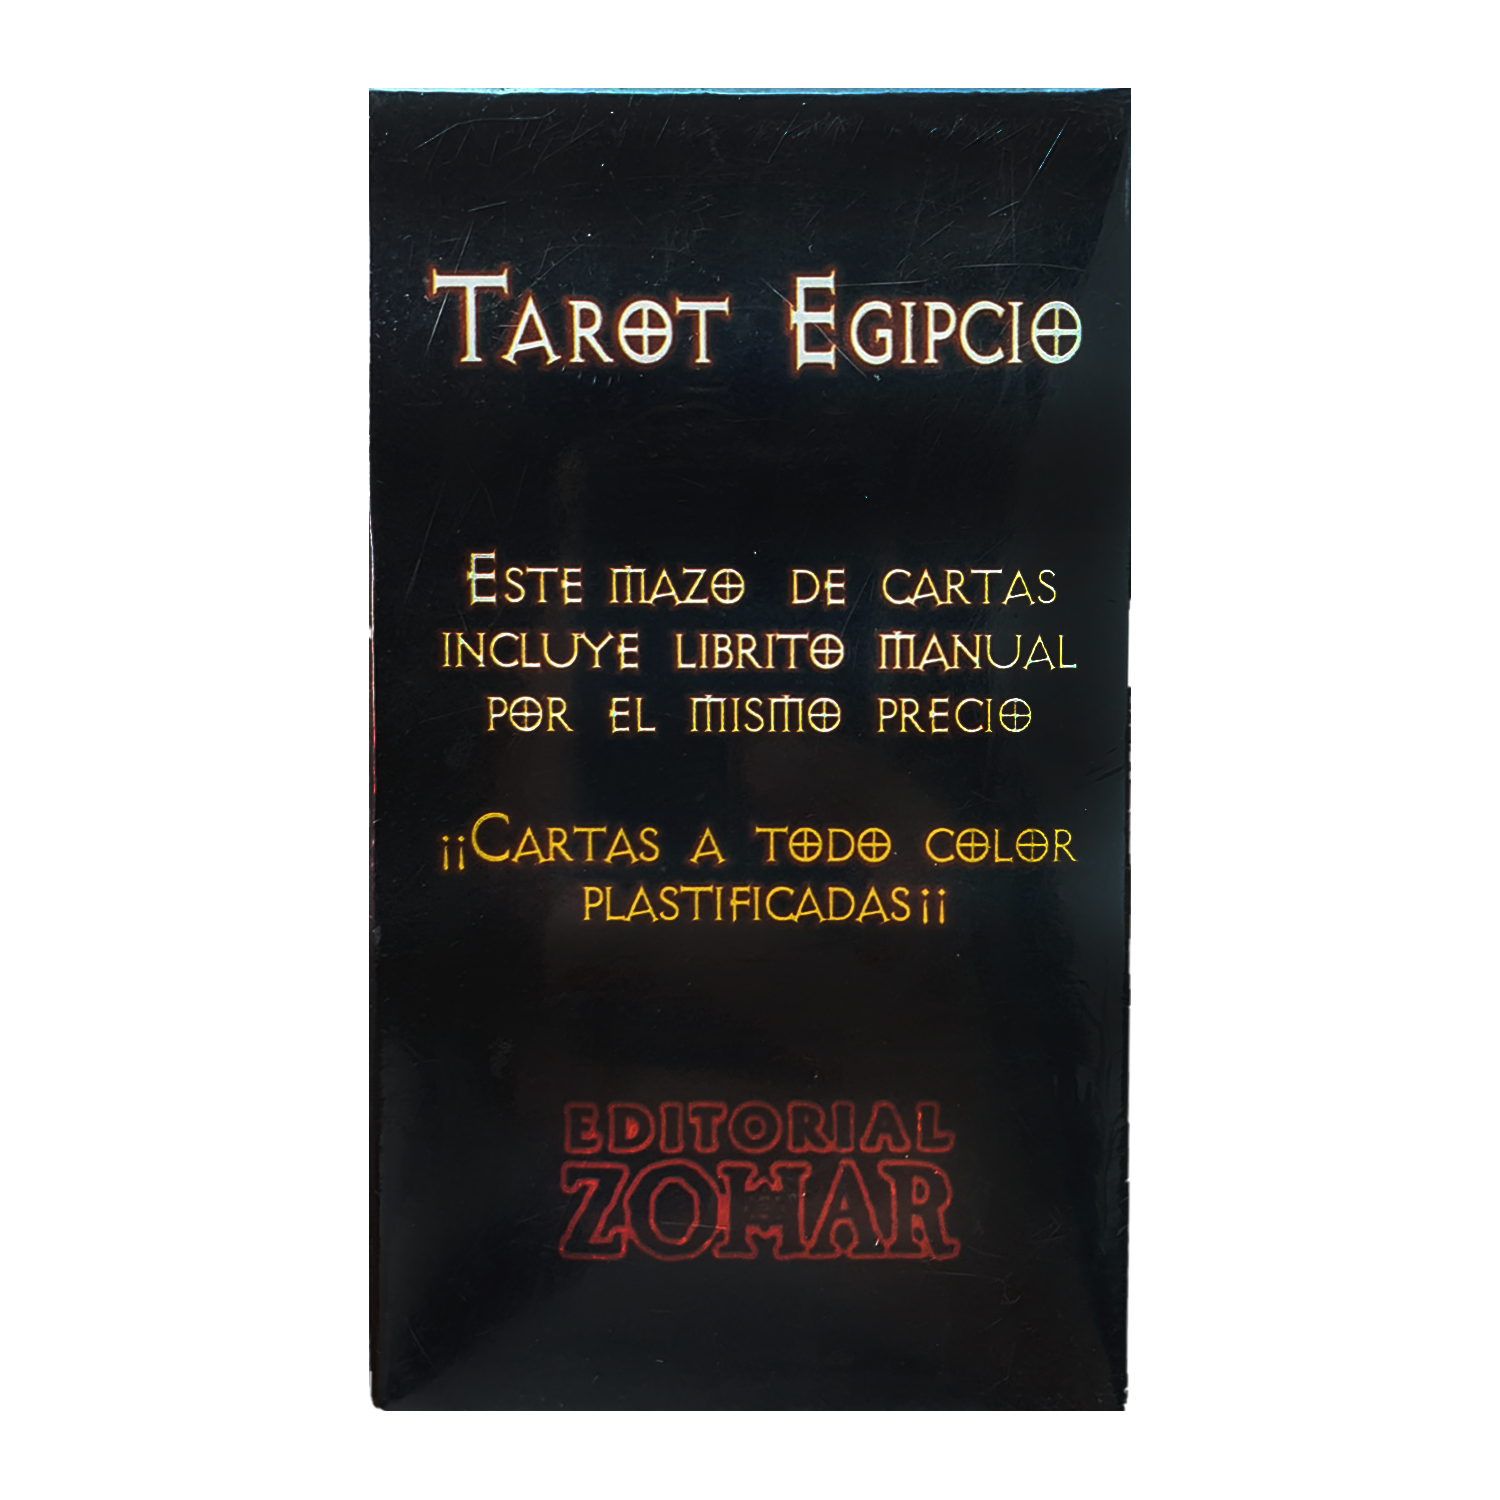 Tarot Egipcio
Este mazo de cartas
incluye librito manual
por el mismo precio
¡¡Cartas a todo color
plastificadas¡¡
EDITORIAL
ZOHAR